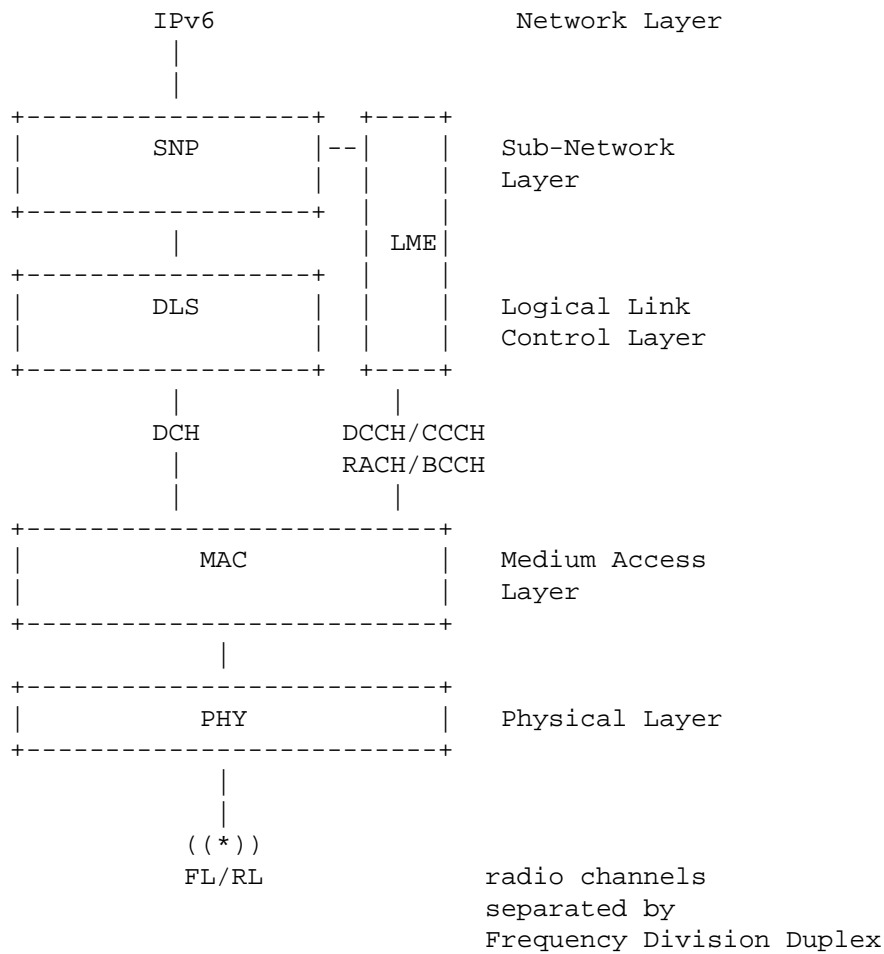 IPv6 Network Layer
|
|
+------------------+ +----+
| SNP |--| | Sub-Network
| | | | Layer
+------------------+ | |
| | LME|
+------------------+ | |
| DLS | | | Logical Link
| | | | Control Layer
+------------------+ +----+
| |
DCH DCCH/CCCH
| RACH/BCCH
| |
+---------------------------+
| MAC | Medium Access
| | Layer
+---------------------------+
|
+---------------------------+
| PHY | Physical Layer
+---------------------------+
|
|
((*))
FL/RL radio channels
separated by
Frequency Division Duplex